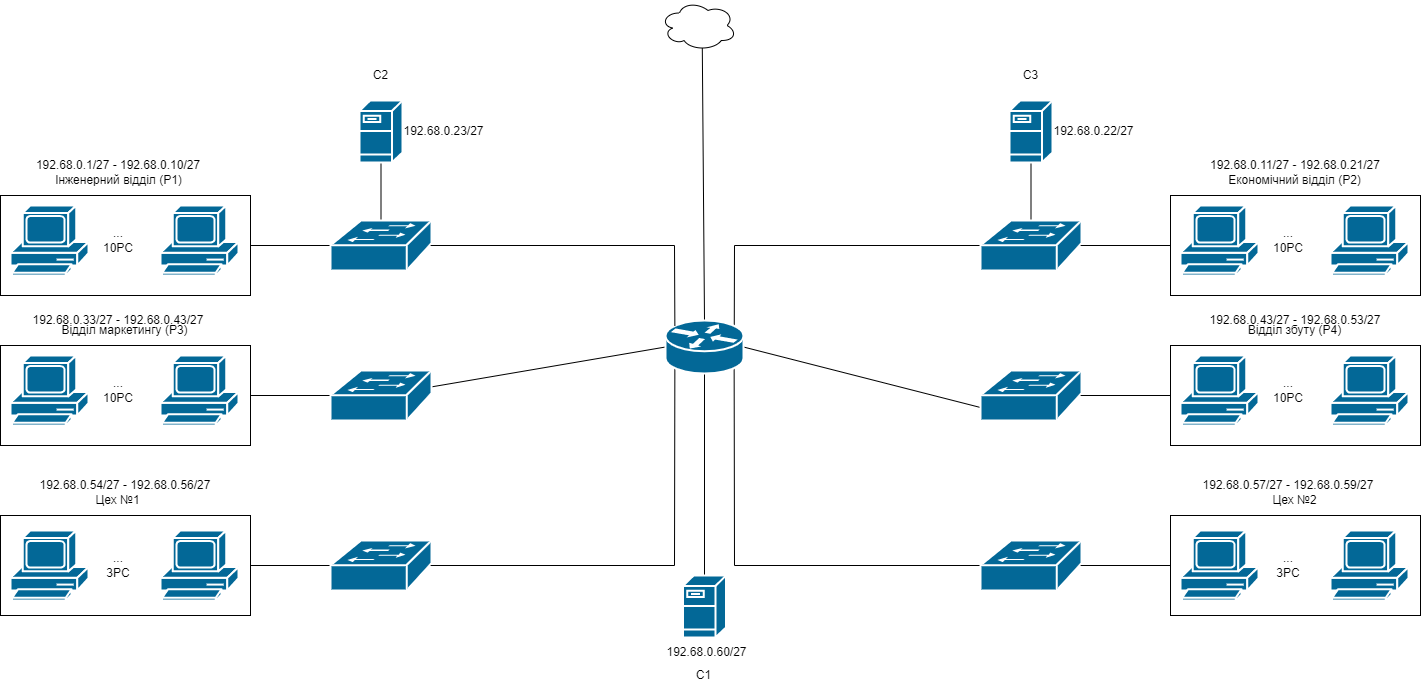 C2
C3
192.68.0.23/27
192.68.0.22/27
192.68.0.1/27 - 192.68.0.10/27
Інженерний відділ (P1)
192.68.0.11/27 - 192.68.0.21/27
Економічний відділ (P2)
...
10PC
...
10PC
192.68.0.33/27 - 192.68.0.43/27
Відділ маркетингу (P3)
192.68.0.43/27 - 192.68.0.53/27
Відділ збуту (P4)
...
10PC
...
10PC
192.68.0.54/27 - 192.68.0.56/27
Цех №1
192.68.0.57/27 - 192.68.0.59/27
Цех №2
...
3PC
...
3PC
192.68.0.60/27
C1